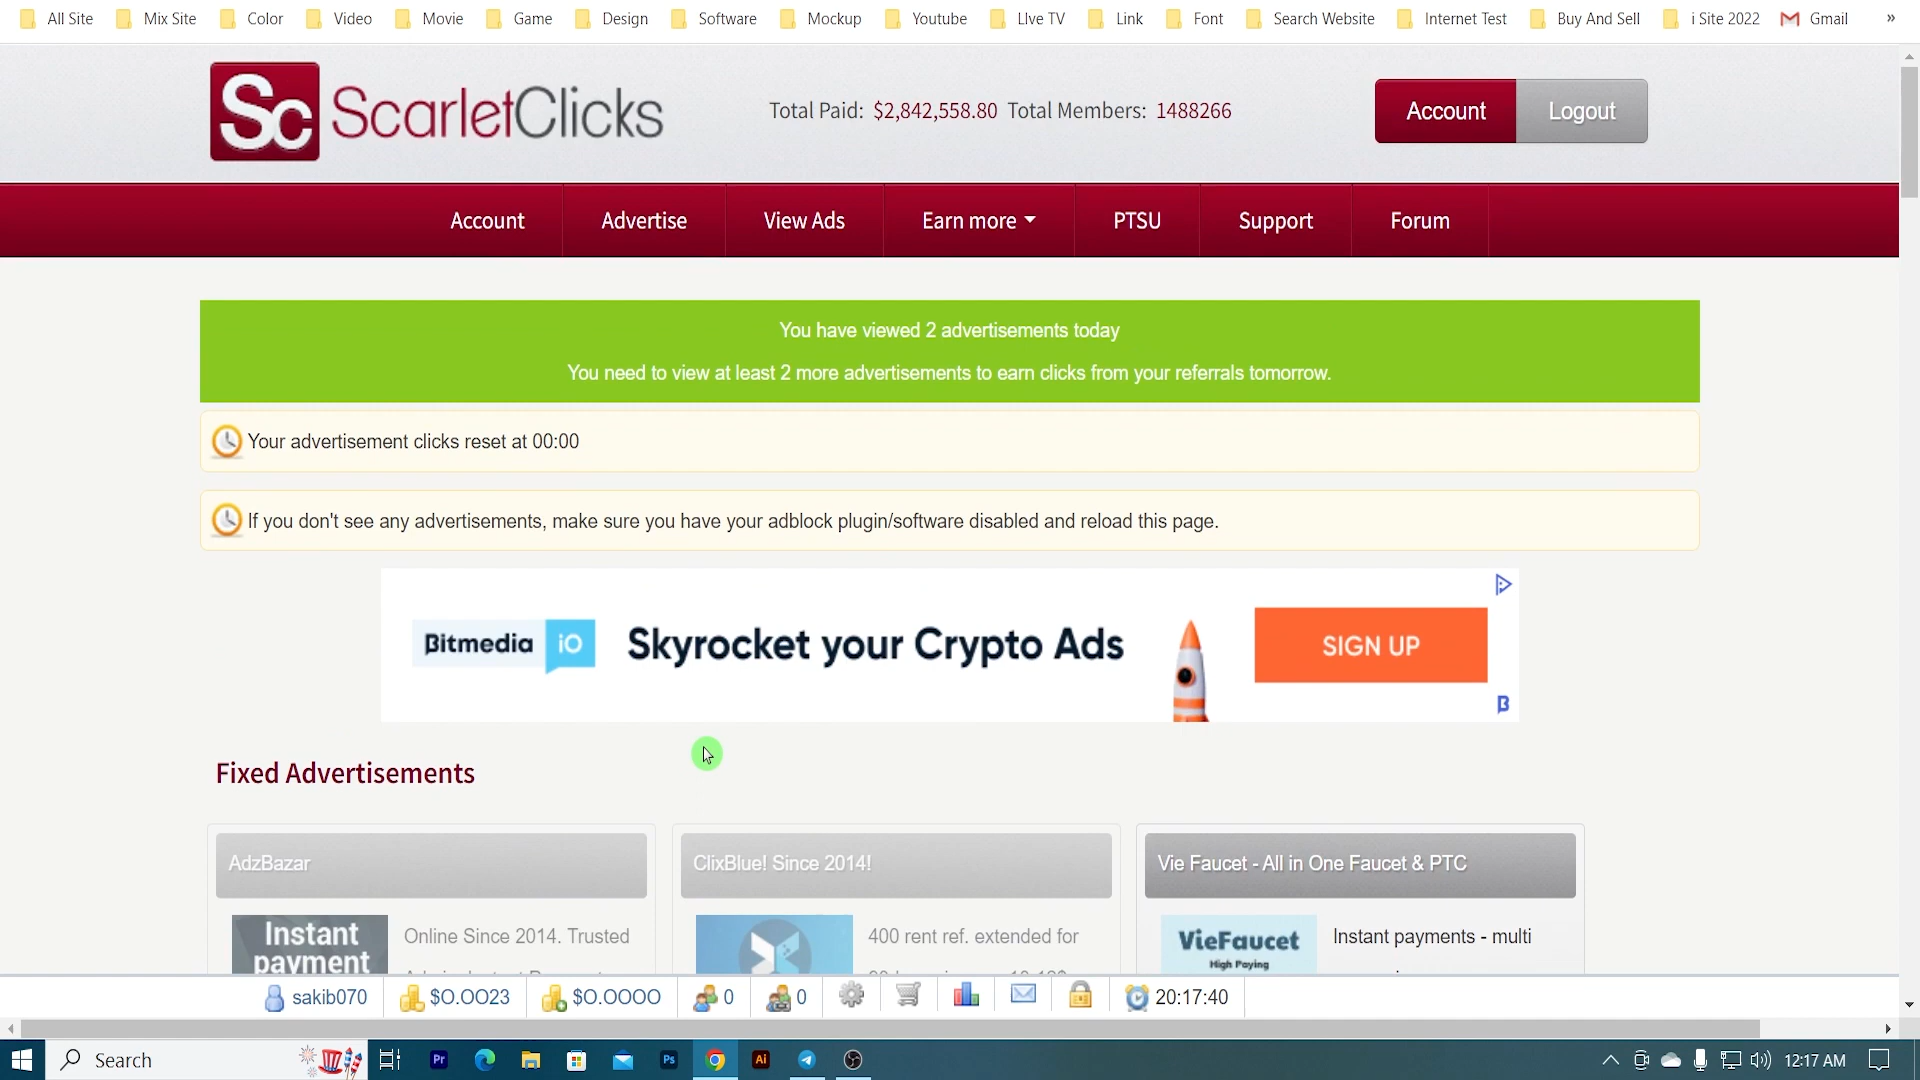 All Site Mix Site Color Video Movie Game Design Software Mockup Youtube LIve TV Link Font Search Website Internet Test Buy And Sell i Site 2022 Gmail »
Sc ScarletClicks Total Paid: $2,842,558.80 Total Members: 1488266 Account Logout
Account Advertise View Ads Earn more PTSU Support Forum
You have viewed 2 advertisements today
You need to view at least 2 more advertisements to earn clicks from your referrals tomorrow.
Your advertisement clicks reset at 00:00
If you don't see any advertisements, make sure you have your adblock plugin/software disabled and reload this page.
Bitmedia iO Skyrocket your Crypto Ads SIGN UP
Fixed Advertisements
AdzBazar ClixBlue! Since 2014! Vie Faucet - All in One Faucet & PTC
Instant payment Online Since 2014. Trusted 400 rent ref. extended for VieFaucet High Paying Instant payments - multi
sakib070 $0.0023 $0.0000 0 0 20:17:40
Search Pr Ps Ai 12:17 AM